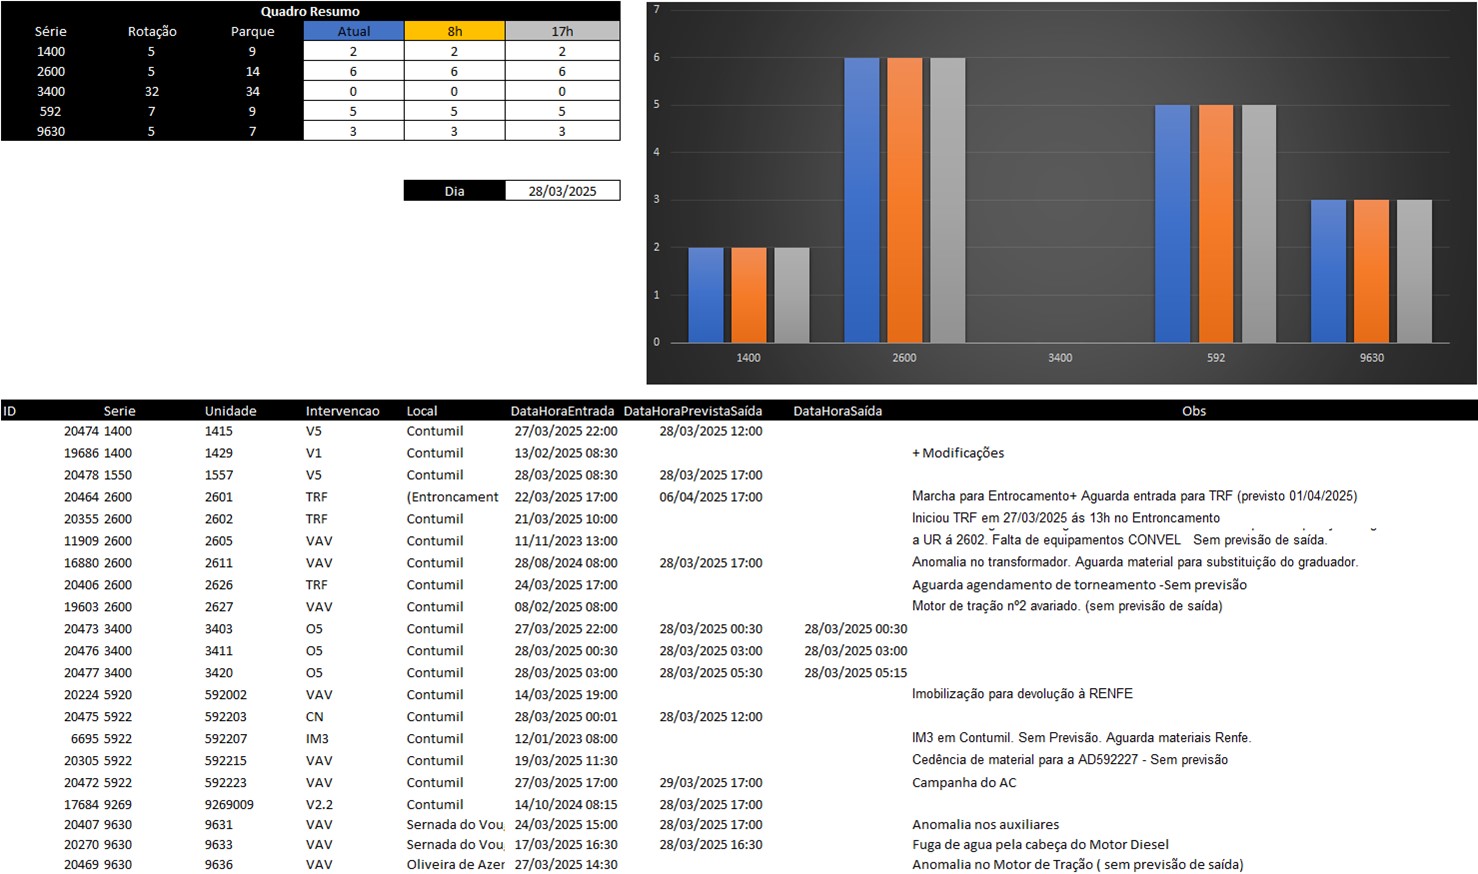 Quadro Resumo
Série Rotação Parque Atual 8h 17h
1400 5 9 2 2 2
2600 5 14 6 6 6
3400 32 34 0 0 0
592 7 9 5 5 5
9630 5 7 3 3 3
Dia 28/03/2025
7
6
5
4
3
2
1
0
1400 2600 3400 592 9630
ID Serie Unidade Intervencao Local DataHoraEntrada DataHoraPrevistaSaída DataHoraSaída Obs
20474 1400 1415 V5 Contumil 27/03/2025 22:00 28/03/2025 12:00
19686 1400 1429 V1 Contumil 13/02/2025 08:30 + Modificações
20478 1550 1557 V5 Contumil 28/03/2025 08:30 28/03/2025 17:00
20464 2600 2601 TRF (Entroncament 22/03/2025 17:00 06/04/2025 17:00 Marcha para Entrocamento+ Aguarda entrada para TRF (previsto 01/04/2025)
20355 2600 2602 TRF Contumil 21/03/2025 10:00 Iniciou TRF em 27/03/2025 ás 13h no Entroncamento
11909 2600 2605 VAV Contumil 11/11/2023 13:00 a UR á 2602. Falta de equipamentos CONVEL Sem previsão de saída.
16880 2600 2611 VAV Contumil 28/08/2024 08:00 28/03/2025 17:00 Anomalia no transformador. Aguarda material para substituição do graduador.
20406 2600 2626 TRF Contumil 24/03/2025 17:00 Aguarda agendamento de torneamento -Sem previsão
19603 2600 2627 VAV Contumil 08/02/2025 08:00 Motor de tração nº2 avariado. (sem previsão de saída)
20473 3400 3403 O5 Contumil 27/03/2025 22:00 28/03/2025 00:30 28/03/2025 00:30
20476 3400 3411 O5 Contumil 28/03/2025 00:30 28/03/2025 03:00 28/03/2025 03:00
20477 3400 3420 O5 Contumil 28/03/2025 03:00 28/03/2025 05:30 28/03/2025 05:15
20224 5920 592002 VAV Contumil 14/03/2025 19:00 Imobilização para devolução à RENFE
20475 5922 592203 CN Contumil 28/03/2025 00:01 28/03/2025 12:00
6695 5922 592207 IM3 Contumil 12/01/2023 08:00 IM3 em Contumil. Sem Previsão. Aguarda materiais Renfe.
20305 5922 592215 VAV Contumil 19/03/2025 11:30 Cedência de material para a AD592227 - Sem previsão
20472 5922 592223 VAV Contumil 27/03/2025 17:00 29/03/2025 17:00 Campanha do AC
17684 9269 9269009 V2.2 Contumil 14/10/2024 08:15 28/03/2025 17:00
20407 9630 9631 VAV Sernada do Vou 24/03/2025 15:00 28/03/2025 17:00 Anomalia nos auxiliares
20270 9630 9633 VAV Sernada do Vou 17/03/2025 16:30 28/03/2025 16:30 Fuga de agua pela cabeça do Motor Diesel
20469 9630 9636 VAV Oliveira de Azer 27/03/2025 14:30 Anomalia no Motor de Tração ( sem previsão de saída)